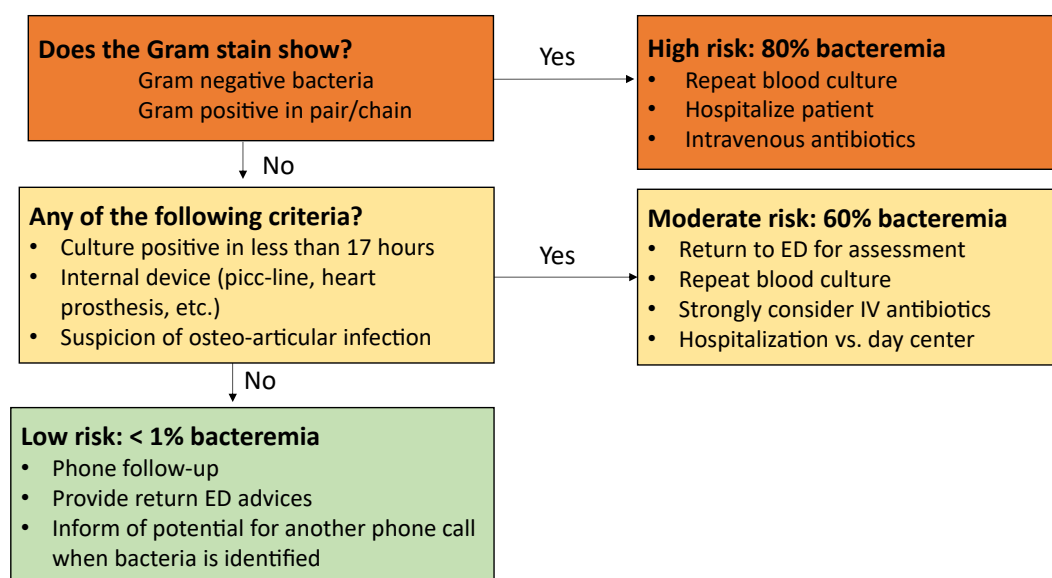 Does the Gram stain show?
Gram negative bacteria
Gram positive in pair/chain
Yes
High risk: 80% bacteremia
• Repeat blood culture
• Hospitalize patient
• Intravenous antibiotics
No
Any of the following criteria?
• Culture positive in less than 17 hours
• Internal device (picc-line, heart
prosthesis, etc.)
• Suspicion of osteo-articular infection
Yes
Moderate risk: 60% bacteremia
• Return to ED for assessment
• Repeat blood culture
• Strongly consider IV antibiotics
• Hospitalization vs. day center
No
Low risk: < 1% bacteremia
• Phone follow-up
• Provide return ED advices
• Inform of potential for another phone call
when bacteria is identified